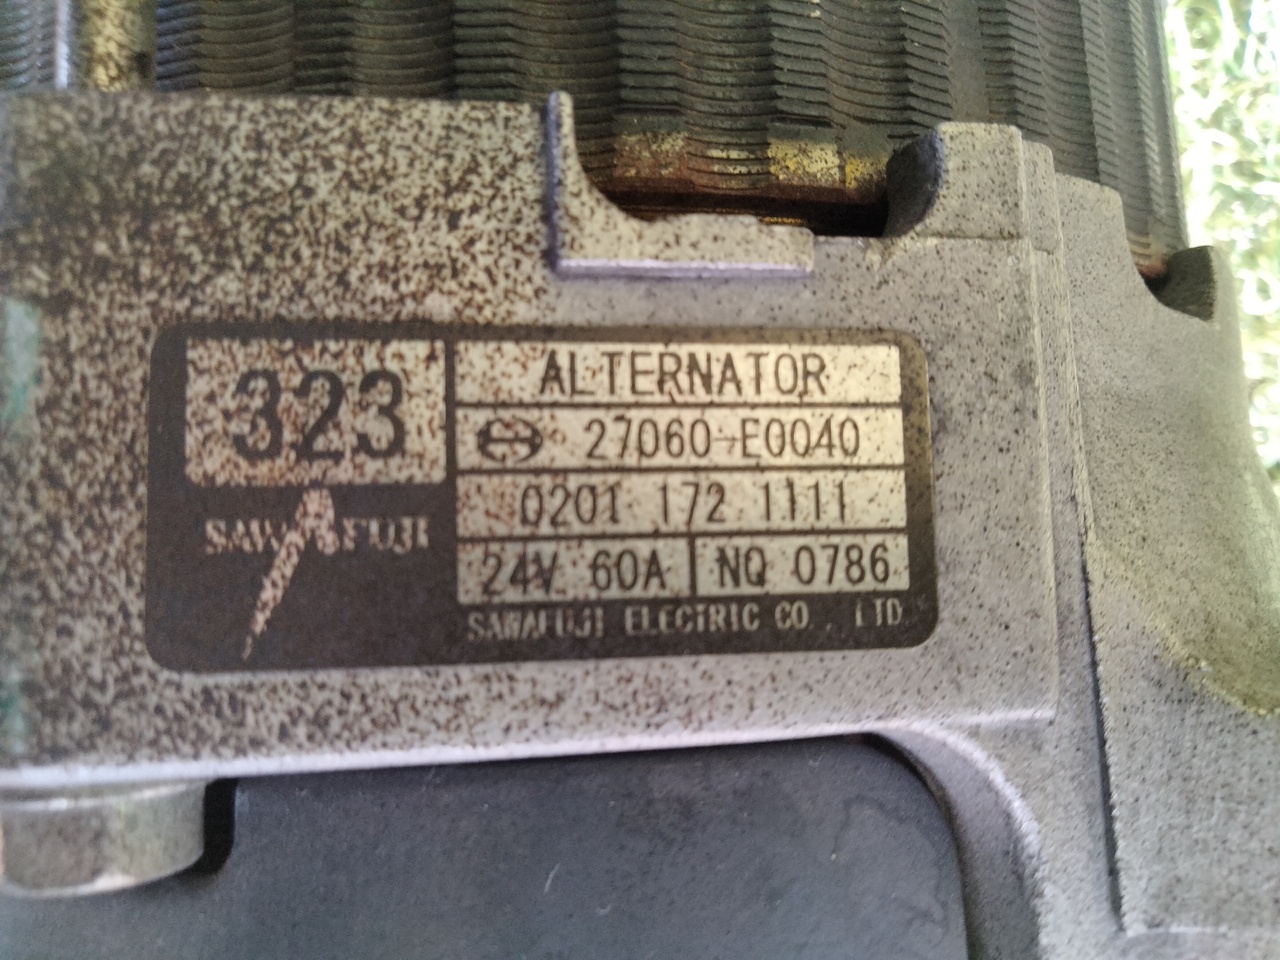 323
SAWAFUJI
ALTERNATOR
27060-E0040
0201 172 1111
24V 60A NQ 0786
SAWAFUJI ELECTRIC CO., LTD.